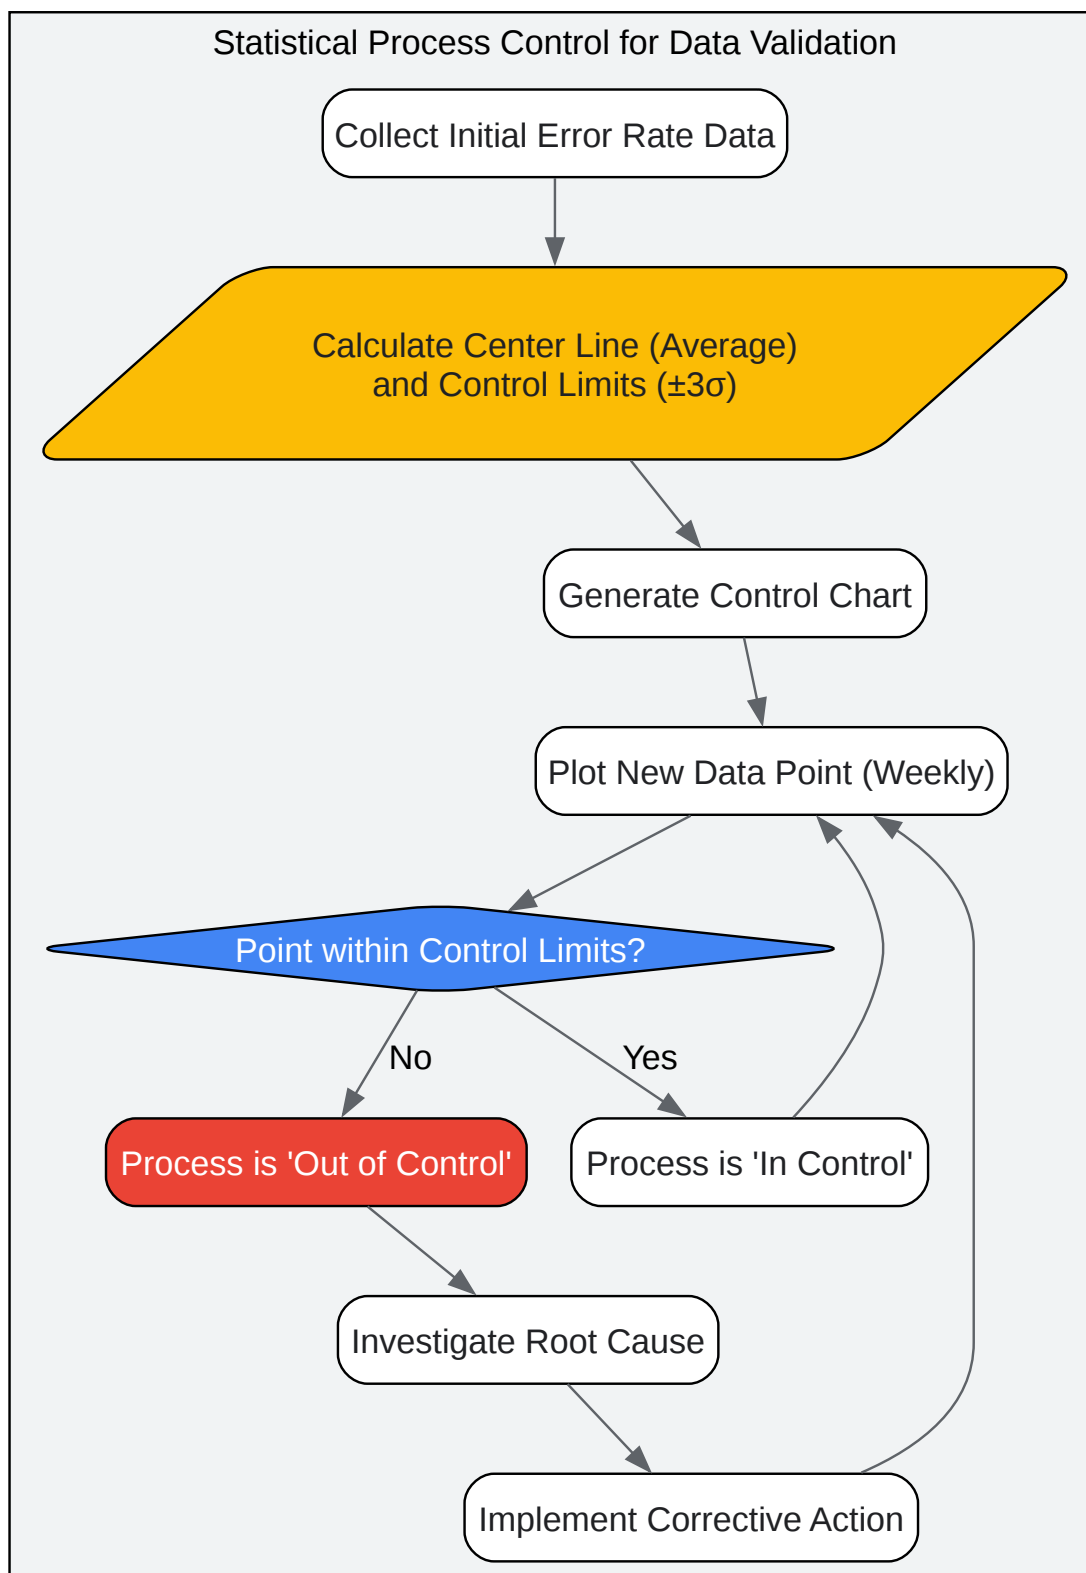 Statistical Process Control for Data Validation
Collect Initial Error Rate Data
Calculate Center Line (Average)
and Control Limits (±3σ)
Generate Control Chart
Plot New Data Point (Weekly)
Point within Control Limits?
No
Yes
Process is 'Out of Control'
Process is 'In Control'
Investigate Root Cause
Implement Corrective Action